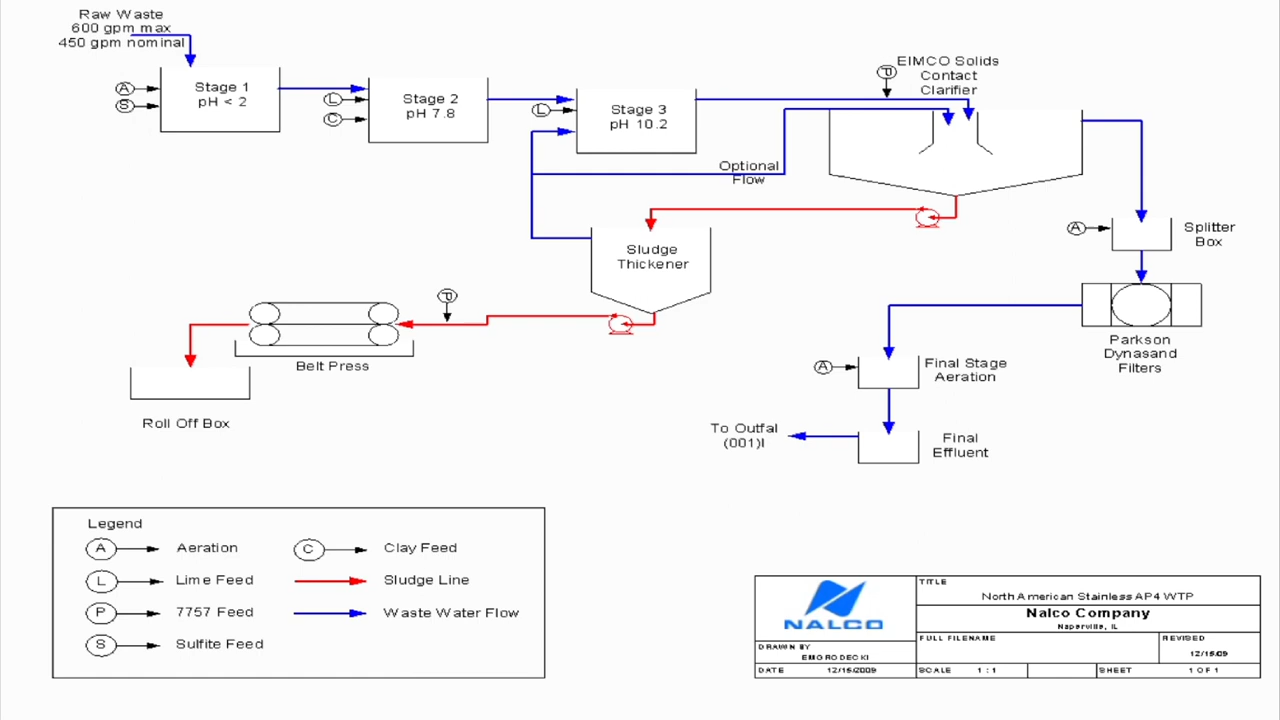 Raw Waste
600 gpm max
450 gpm nominal
A
S
Stage 1
pH < 2
L
C
Stage 2
pH 7.8
L
Stage 3
pH 10.2
P
EIMCO Solids
Contact
Clarifier
Optional
Flow
Sludge
Thickener
A
Splitter
Box
P
Belt Press
Roll Off Box
Parkson
Dynasand
Filters
A
Final Stage
Aeration
To Outfal
(001)l
Final
Effluent
Legend
A Aeration
L Lime Feed
P 7757 Feed
S Sulfite Feed
C Clay Feed
Sludge Line
Waste Water Flow
NALCO
TITLE
North American Stainless AP4 WTP
Nalco Company
Naperville, IL
DRAWN BY
EMORODECKI
FULL FILENAME
REVISED
12/15/09
DATE 12/15/2009
SCALE 1 : 1
SHEET 1 OF 1